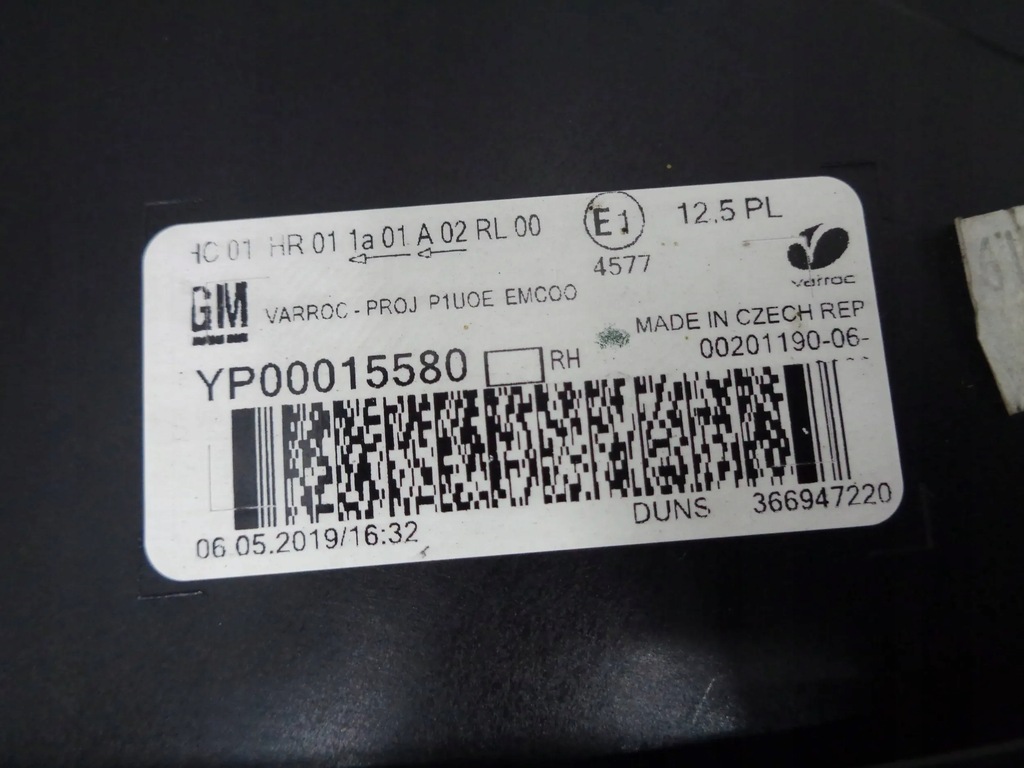 HC 01 HR 01 1a 01 A 02 RL 00
E1
12.5 PL
4577
varroc
GM
VARROC - PROJ P1UOE EMC00
MADE IN CZECH REP
00201190-06-
YP00015580
RH
DUNS 366947220
06.05.2019/16:32